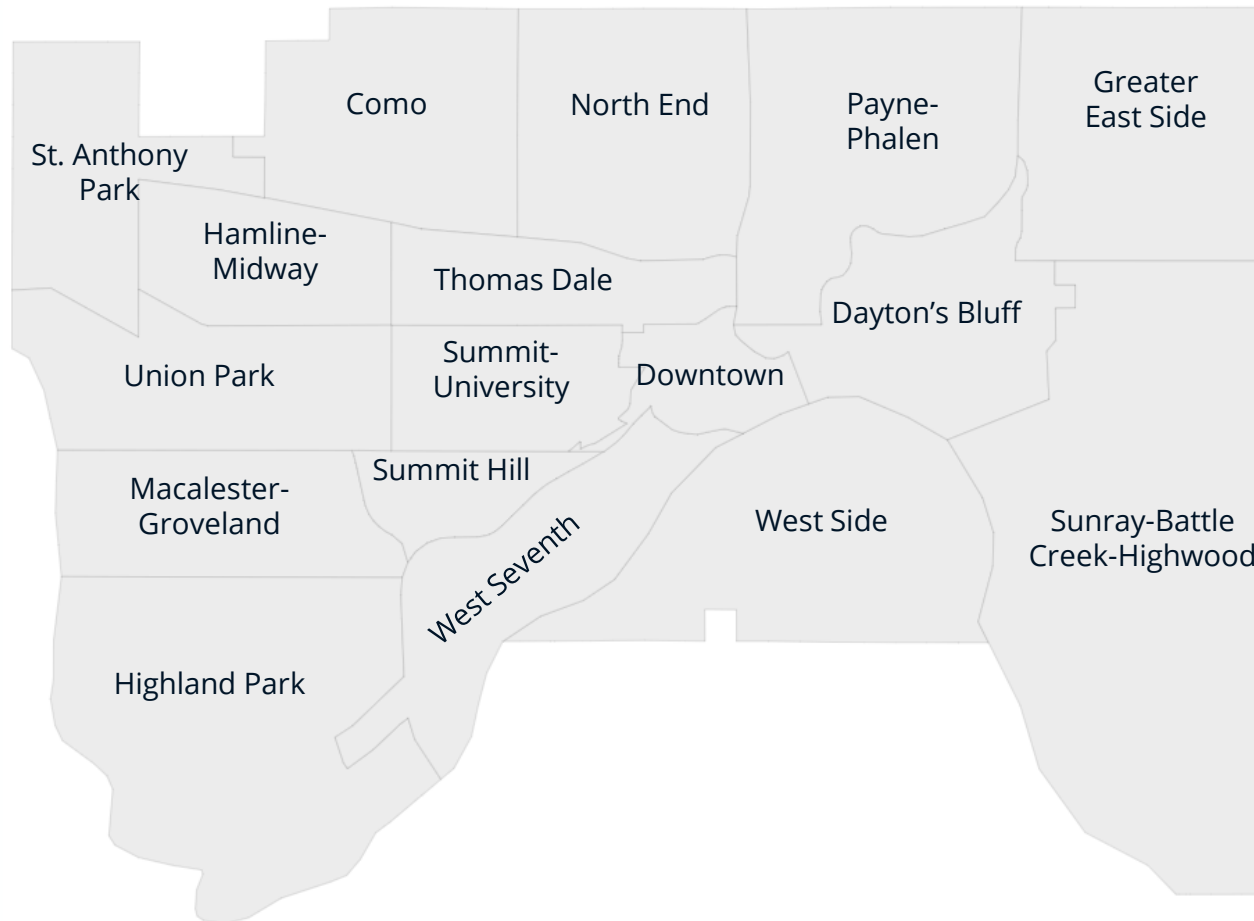 Como
North End
Payne-
Phalen
Greater
East Side
St. Anthony
Park
Hamline-
Midway
Thomas Dale
Dayton’s Bluff
Union Park
Summit-
University
Downtown
Macalester-
Groveland
Summit Hill
West Seventh
West Side
Sunray-Battle
Creek-Highwood
Highland Park